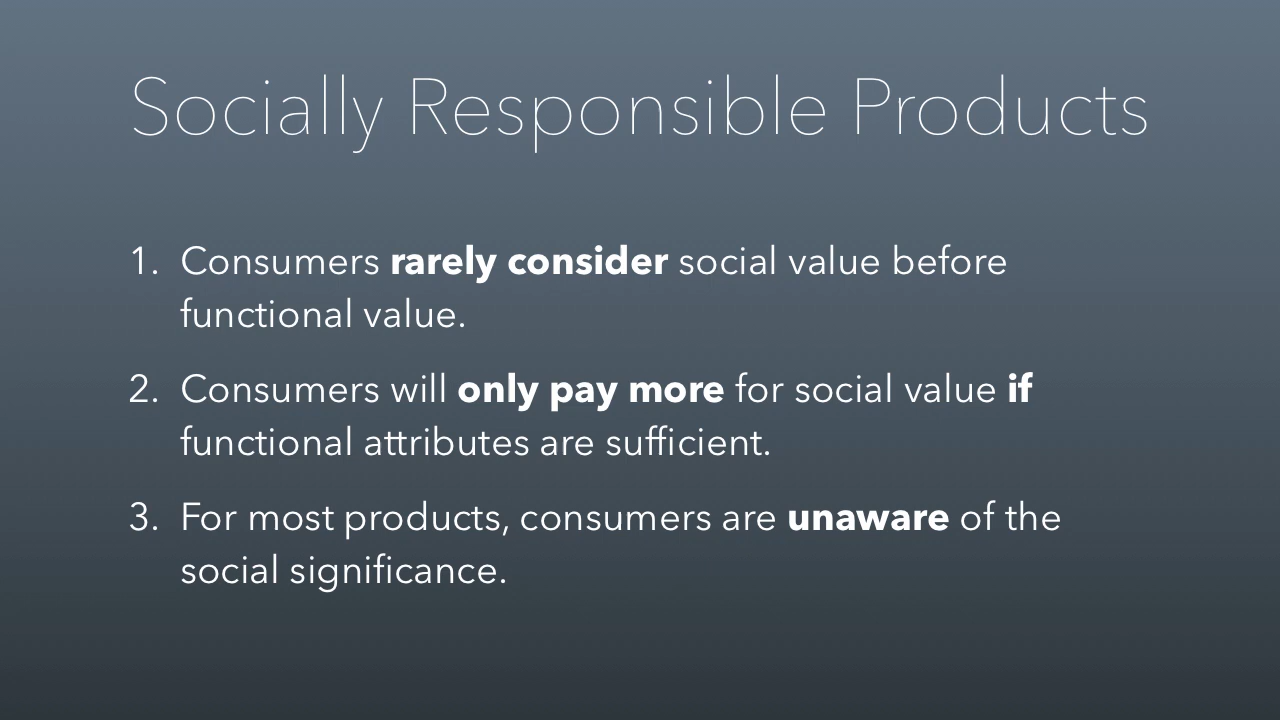 Socially Responsible Products
1. Consumers rarely consider social value before
functional value.
2. Consumers will only pay more for social value if
functional attributes are sufficient.
3. For most products, consumers are unaware of the
social significance.